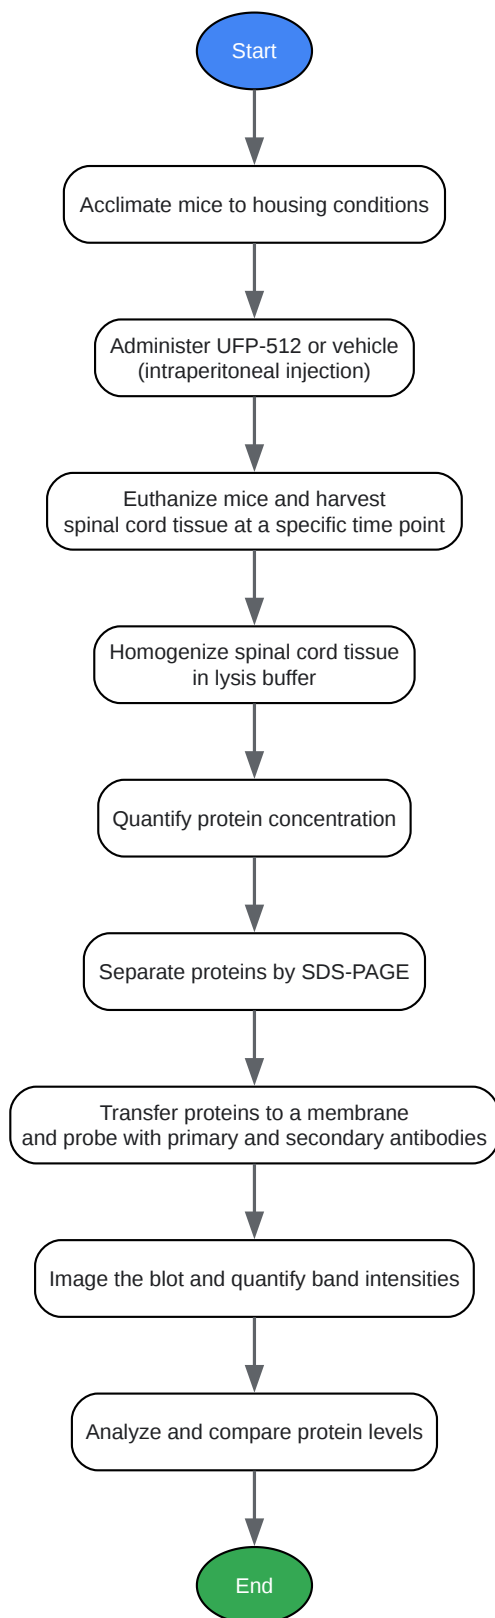 Start
Acclimate mice to housing conditions
Administer UFP-512 or vehicle
(intraperitoneal injection)
Euthanize mice and harvest
spinal cord tissue at a specific time point
Homogenize spinal cord tissue
in lysis buffer
Quantify protein concentration
Separate proteins by SDS-PAGE
Transfer proteins to a membrane
and probe with primary and secondary antibodies
Image the blot and quantify band intensities
Analyze and compare protein levels
End